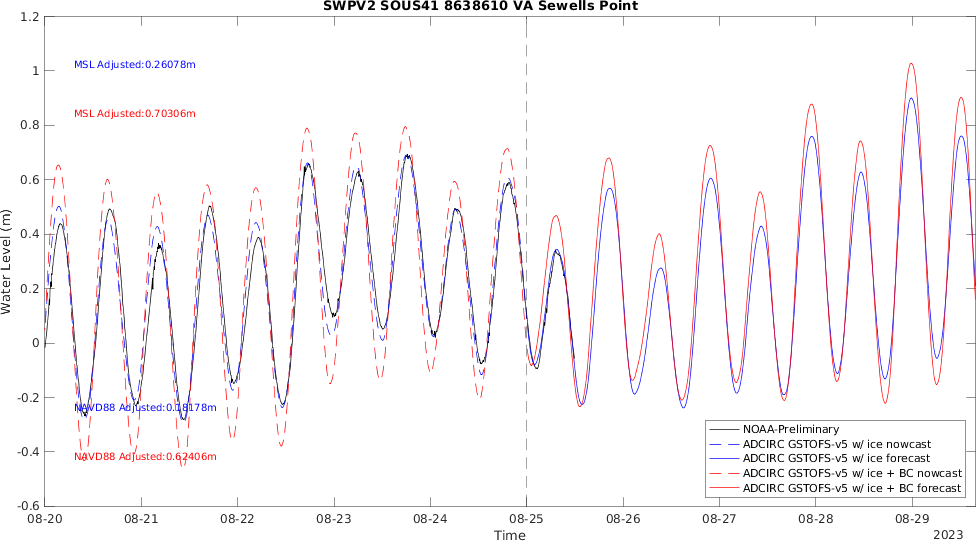 SWPV2 SOUS41 8638610 VA Sewells Point
1.2
1
0.8
0.6
0.4
0.2
0
-0.2
-0.4
-0.6
Water Level (m)
MSL Adjusted:0.26078m
MSL Adjusted:0.70306m
NAVD88 Adjusted:0.18178m
NAVD88 Adjusted:0.62406m
NOAA-Preliminary
ADCIRC GSTOFS-v5 w/ ice nowcast
ADCIRC GSTOFS-v5 w/ ice forecast
ADCIRC GSTOFS-v5 w/ ice + BC nowcast
ADCIRC GSTOFS-v5 w/ ice + BC forecast
08-20 08-21 08-22 08-23 08-24 08-25 08-26 08-27 08-28 08-29
Time
2023